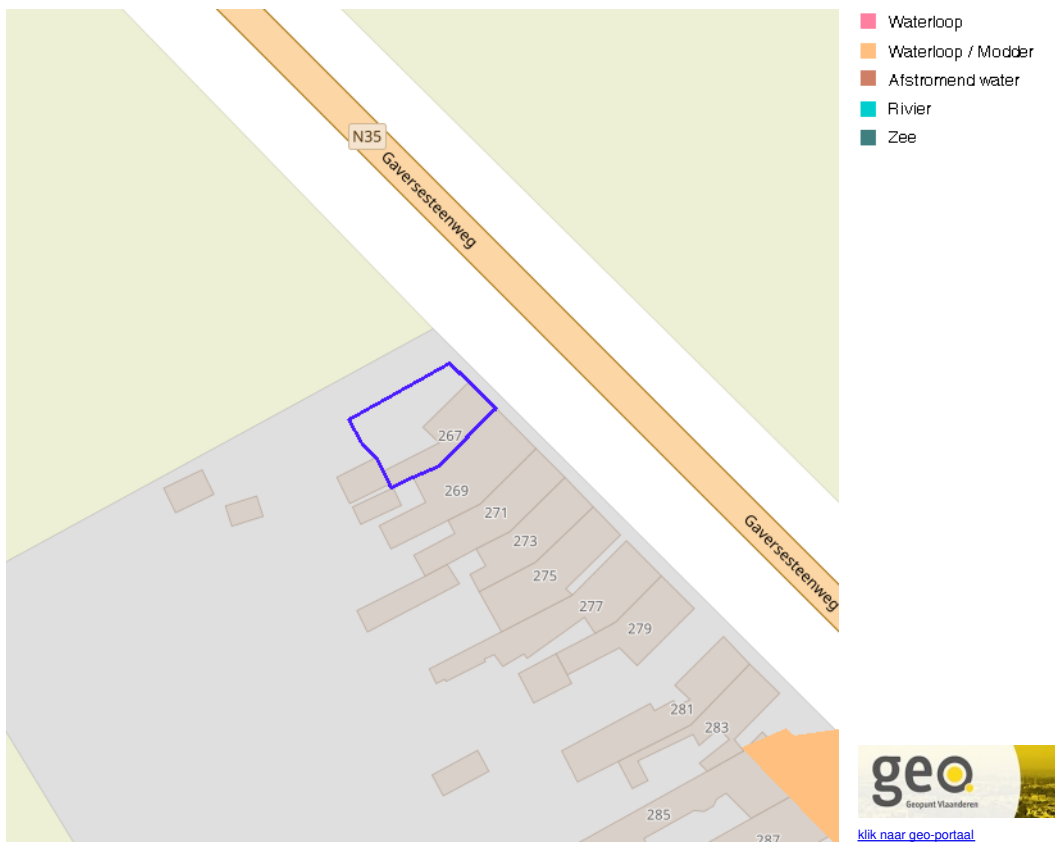 Waterloop
Waterloop / Modder
Afstromend water
Rivier
Zee
N35
Gaversesteenweg
Gaversesteenweg
267
269
271
273
275
277
279
281
283
285
287
geo
Geopunt Vlaanderen
klik naar geo-portaal